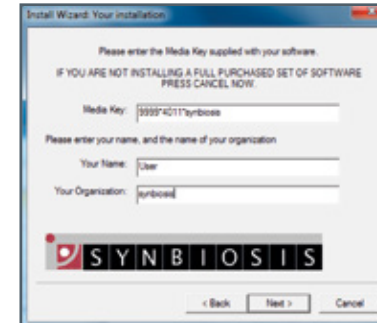 Install Wizard: Your installation
Please enter the Media Key supplied with your software.
IF YOU ARE NOT INSTALLING A FULL PURCHASED SET OF SOFTWARE
PRESS CANCEL NOW.
Media Key: 9999*4011*synbiosis
Please enter your name, and the name of your organization
Your Name: User
Your Organization: synbiosis
SYNBIOSIS
< Back Next > Cancel